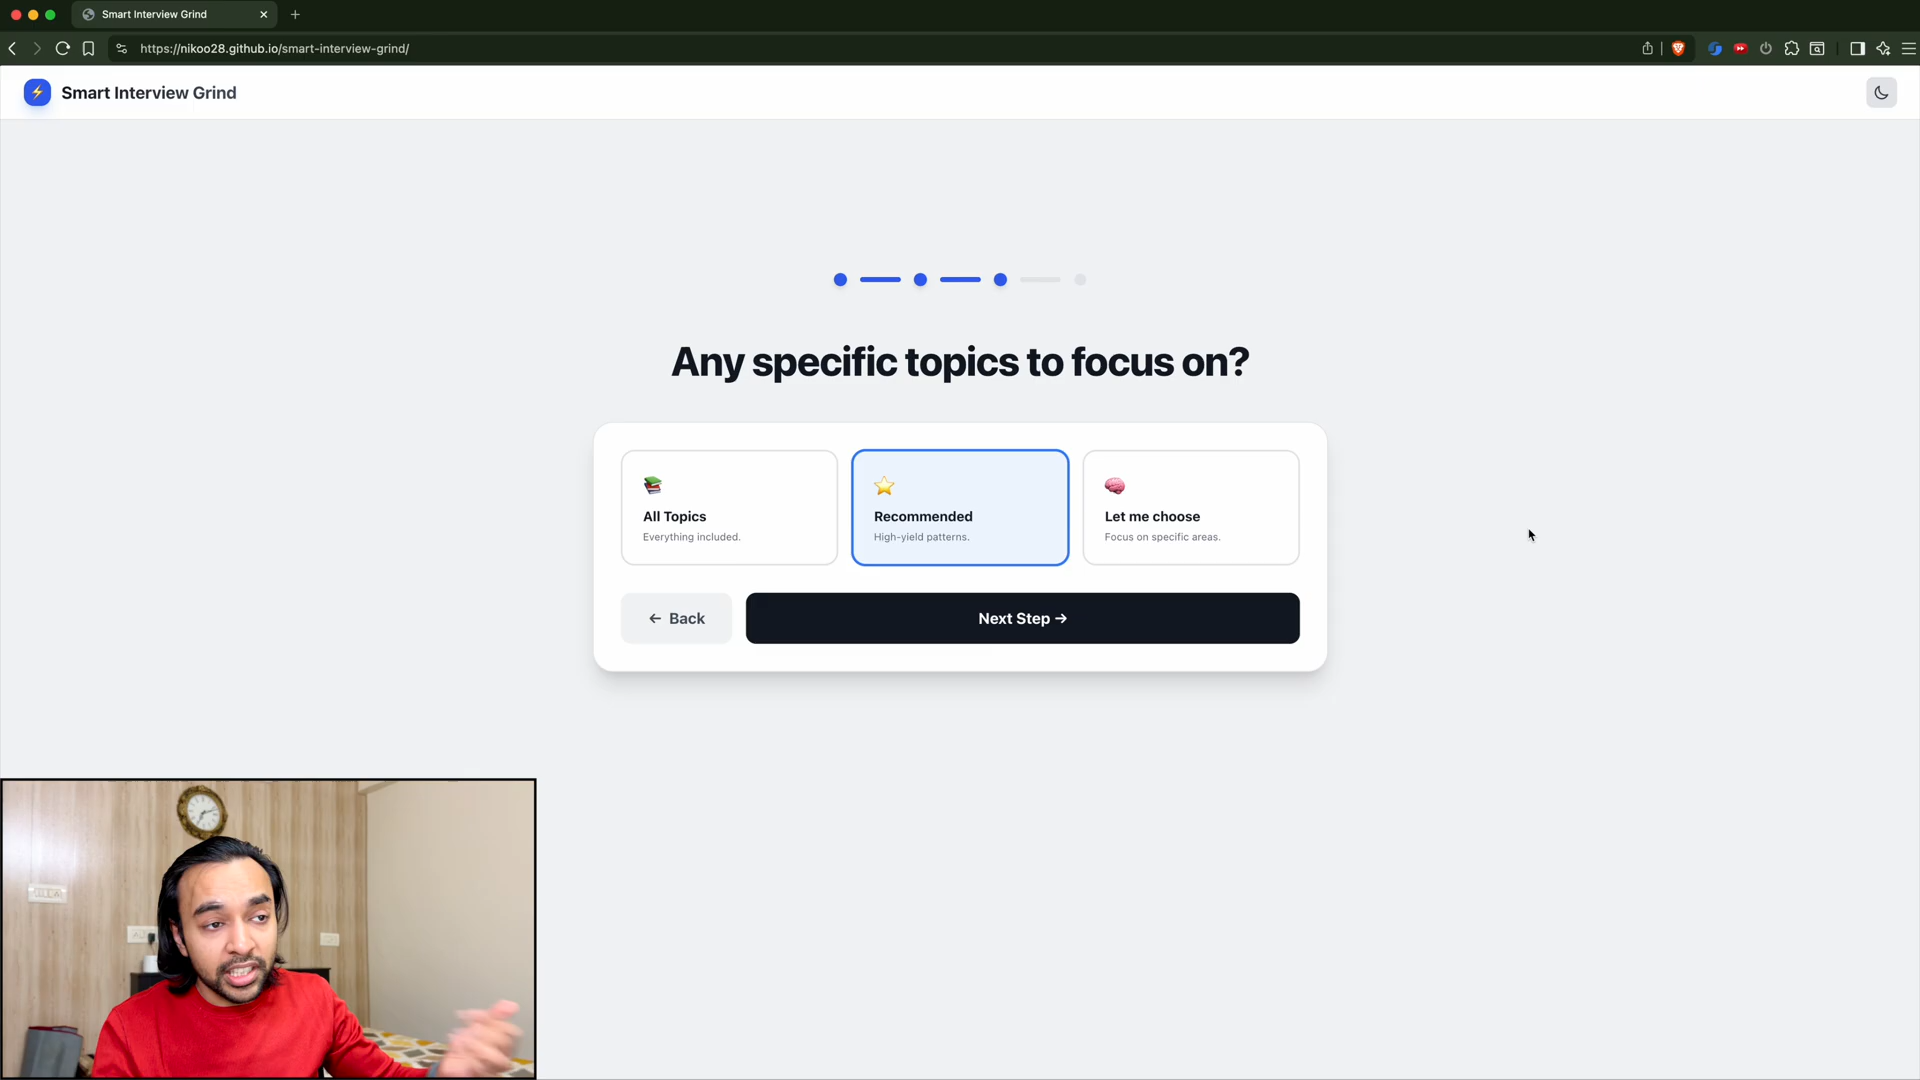 Smart Interview Grind
https://nikoo28.github.io/smart-interview-grind/
Smart Interview Grind
Any specific topics to focus on?
All Topics
Everything included.
Recommended
High-yield patterns.
Let me choose
Focus on specific areas.
← Back
Next Step →